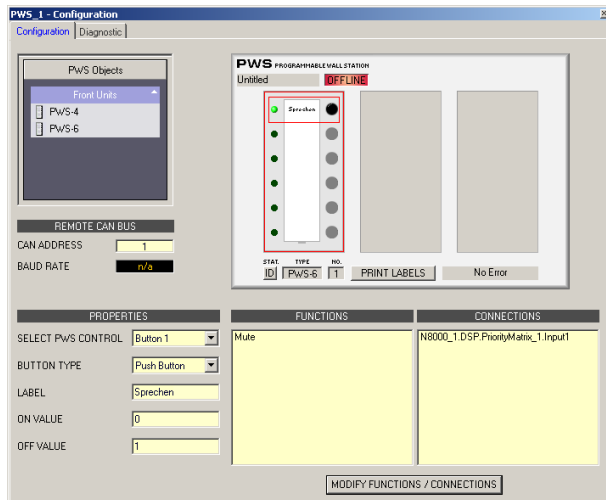 PWS_1 - Configuration
Configuration Diagnostic
PWS Objects
Front Units
PWS-4
PWS-6
REMOTE CAN BUS
CAN ADDRESS 1
BAUD RATE n/a
PWS PROGRAMMABLE WALL STATION
Untitled OFFLINE
Sprechen
STAT. TYPE NO.
ID PWS-6 1 PRINT LABELS No Error
PROPERTIES
SELECT PWS CONTROL Button 1
BUTTON TYPE Push Button
LABEL Sprechen
ON VALUE 0
OFF VALUE 1
FUNCTIONS
Mute
CONNECTIONS
N8000_1.DSP.PriorityMatrix_1.Input1
MODIFY FUNCTIONS / CONNECTIONS